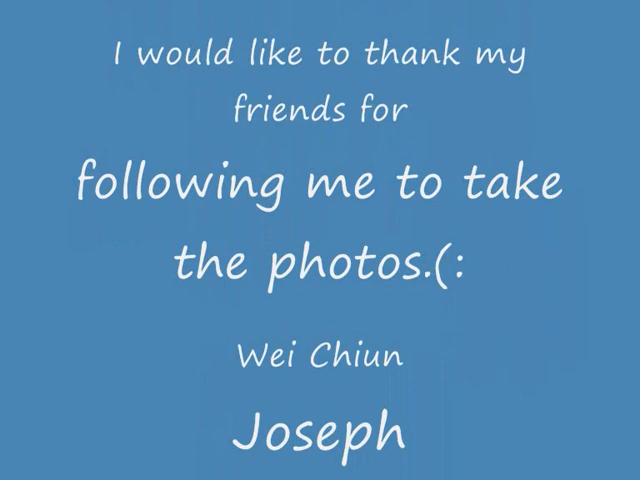 I would like to thank my
friends for
following me to take
the photos.(:
Wei Chiun
Joseph